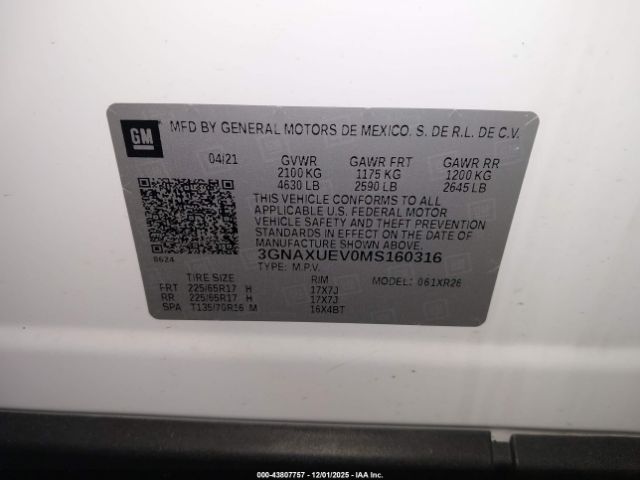 GM MFD BY GENERAL MOTORS DE MEXICO. S. DE R.L. DE C.V.
04/21 GVWR GAWR FRT GAWR RR
2100 KG 1175 KG 1200 KG
4630 LB 2590 LB 2645 LB
THIS VEHICLE CONFORMS TO ALL
APPLICABLE U.S. FEDERAL MOTOR
VEHICLE SAFETY AND THEFT PREVENTION
STANDARDS IN EFFECT ON THE DATE OF
MANUFACTURE SHOWN ABOVE.
8624 3GNAXUEV0MS160316
TYPE: M.P.V.
TIRE SIZE RIM MODEL: 061XR26
FRT 225/65R17 H 17X7J
RR 225/65R17 H 17X7J
SPA T135/70R16 M 16X4BT
000-43807757 - 12/01/2025 - IAAI.COM